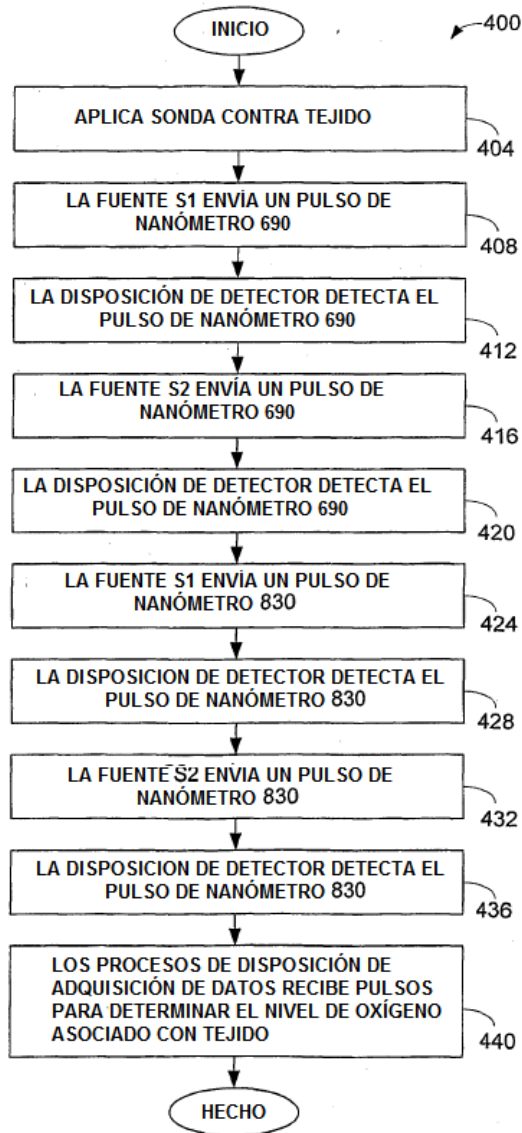 INICIO
400
APLICA SONDA CONTRA TEJIDO
404
LA FUENTE S1 ENVÍA UN PULSO DE
NANÓMETRO 690
408
LA DISPOSICIÓN DE DETECTOR DETECTA EL
PULSO DE NANÓMETRO 690
412
LA FUENTE S2 ENVÍA UN PULSO DE
NANÓMETRO 690
416
LA DISPOSICIÓN DE DETECTOR DETECTA EL
PULSO DE NANÓMETRO 690
420
LA FUENTE S1 ENVÍA UN PULSO DE
NANÓMETRO 830
424
LA DISPOSICION DE DETECTOR DETECTA EL
PULSO DE NANÓMETRO 830
428
LA FUENTE S2 ENVIA UN PULSO DE
NANÓMETRO 830
432
LA DISPOSICION DE DETECTOR DETECTA EL
PULSO DE NANÓMETRO 830
436
LOS PROCESOS DE DISPOSICIÓN DE
ADQUISICIÓN DE DATOS RECIBE PULSOS
PARA DETERMINAR EL NIVEL DE OXÍGENO
ASOCIADO CON TEJIDO
440
HECHO